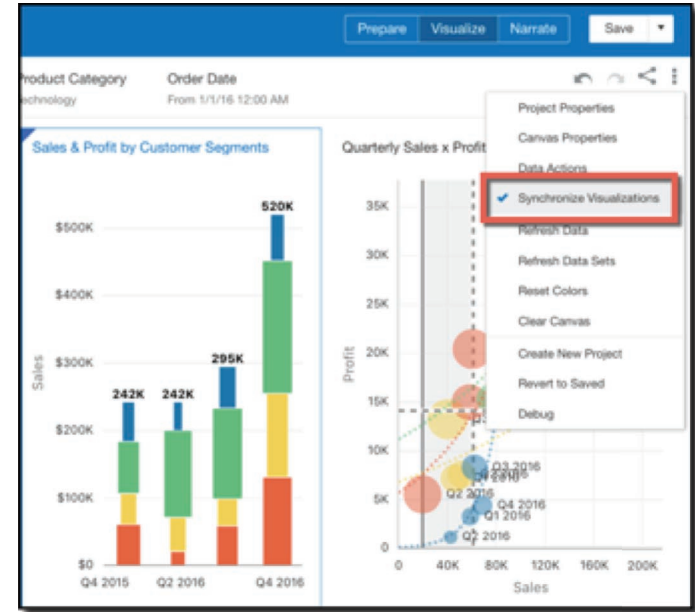 Prepare Visualize Narrate Save
Product Category Order Date
Technology From 1/1/16 12:00 AM
Sales & Profit by Customer Segments
520K
$500K
$400K
$300K
295K
242K 242K
$200K
$100K
$0
Sales
Q4 2015 Q2 2016 Q4 2016
Quarterly Sales x Profit
35K
30K
25K
20K
15K
10K
5K
0
Profit
Q3 2016
Q2 2016
Q4 2016
Q1 2016
Q2 2016
0 40K 80K 120K 160K 200K
Sales
Project Properties
Canvas Properties
Data Actions
Synchronize Visualizations
Refresh Data
Refresh Data Sets
Reset Colors
Clear Canvas
Create New Project
Revert to Saved
Debug